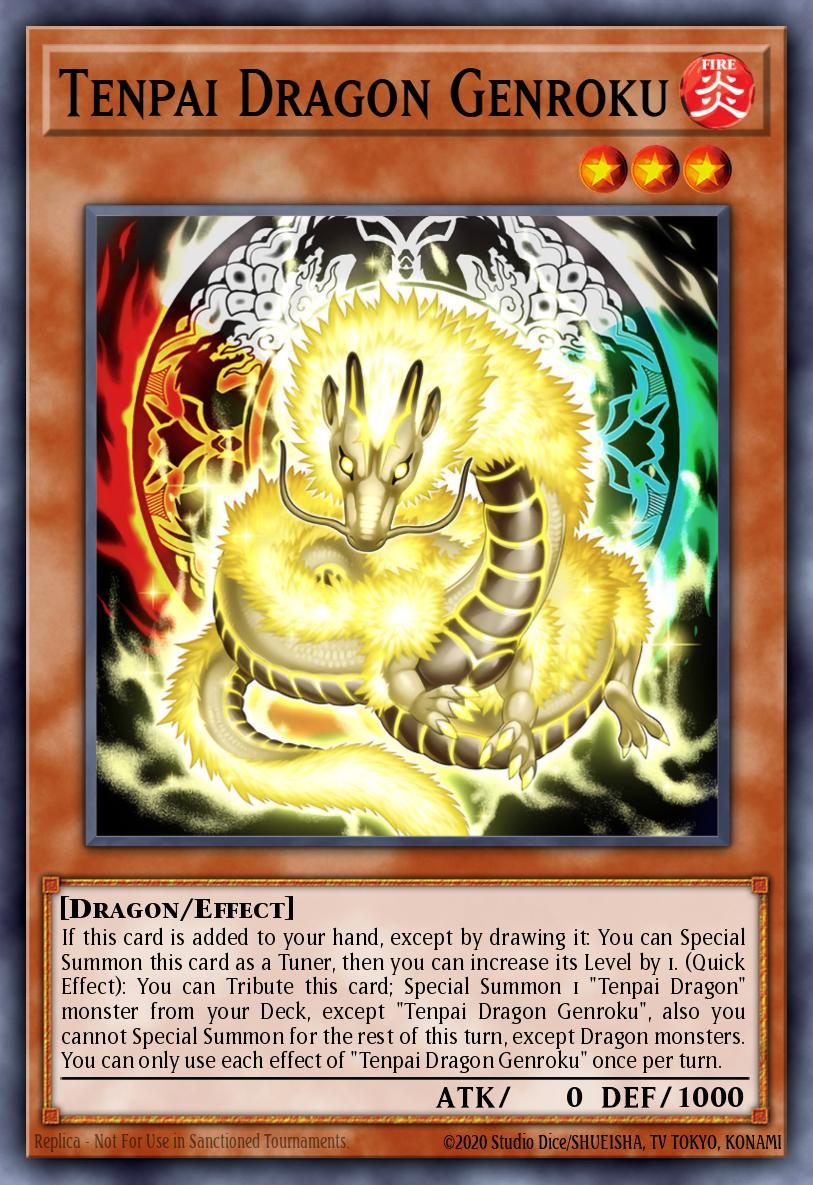 TENPAI DRAGON GENROKU
FIRE
炎
[DRAGON/EFFECT]
If this card is added to your hand, except by drawing it: You can Special
Summon this card as a Tuner, then you can increase its Level by 1. (Quick
Effect): You can Tribute this card; Special Summon 1 "Tenpai Dragon"
monster from your Deck, except "Tenpai Dragon Genroku", also you
cannot Special Summon for the rest of this turn, except Dragon monsters.
You can only use each effect of "Tenpai Dragon Genroku" once per turn.
ATK/ 0 DEF/1000
Replica - Not For Use in Sanctioned Tournaments. ©2020 Studio Dice/SHUEISHA, TV TOKYO, KONAMI